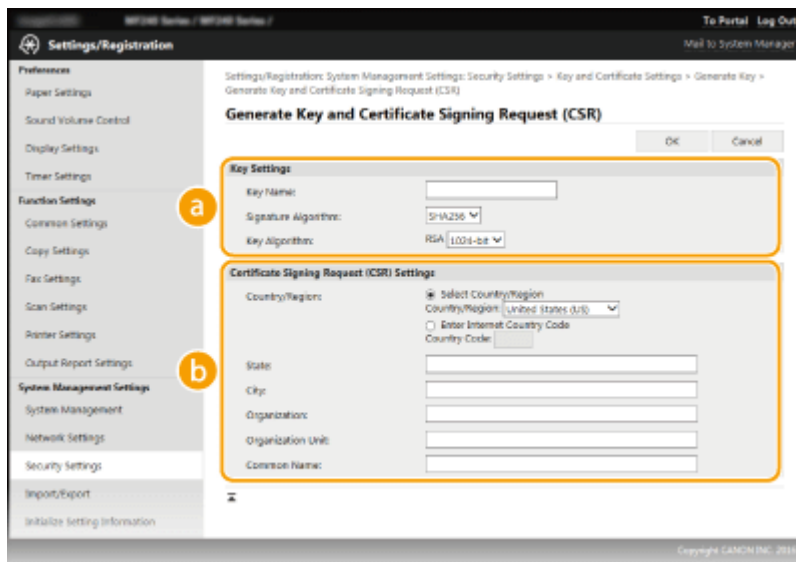 MF240 Series / MF240 Series /
To Portal Log Out
Settings/Registration
Mail to System Manager
Preferences
Paper Settings
Sound Volume Control
Display Settings
Timer Settings
Function Settings
Common Settings
Copy Settings
Fax Settings
Scan Settings
Printer Settings
Output Report Settings
System Management Settings
System Management
Network Settings
Security Settings
Import/Export
Initialize Setting Information
Settings/Registration: System Management Settings: Security Settings > Key and Certificate Settings > Generate Key >
Generate Key and Certificate Signing Request (CSR)
Generate Key and Certificate Signing Request (CSR)
OK Cancel
a
Key Settings
Key Name:
Signature Algorithm: SHA256
Key Algorithm: RSA 1024-bit
b
Certificate Signing Request (CSR) Settings
Country/Region: Select Country/Region
Country/Region: United States (US)
Enter Internet Country Code
Country Code:
State:
City:
Organization:
Organization Unit:
Common Name:
Copyright CANON INC. 2016